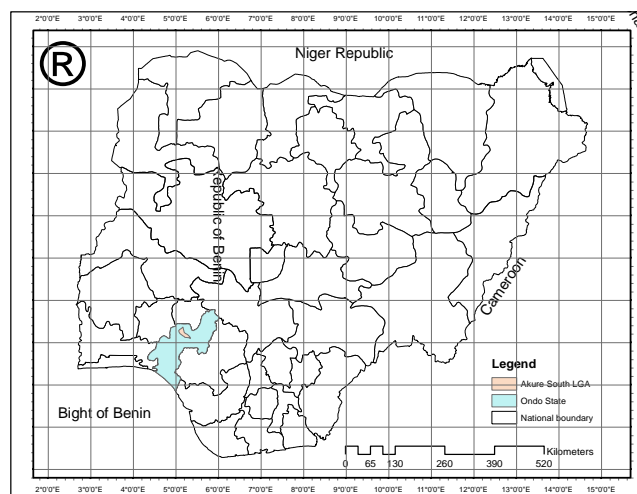 2°0'0"E 3°0'0"E 4°0'0"E 5°0'0"E 6°0'0"E 7°0'0"E 8°0'0"E 9°0'0"E 10°0'0"E 11°0'0"E 12°0'0"E 13°0'0"E 14°0'0"E 15°0'0"E
®
Niger Republic
Republic of Benin
Cameroon
Bight of Benin
Legend
Akure South LGA
Ondo State
National boundary
Kilometers
0 65 130 260 390 520
2°0'0"E 3°0'0"E 4°0'0"E 5°0'0"E 6°0'0"E 7°0'0"E 8°0'0"E 9°0'0"E 10°0'0"E 11°0'0"E 12°0'0"E 13°0'0"E 14°0'0"E 15°0'0"E